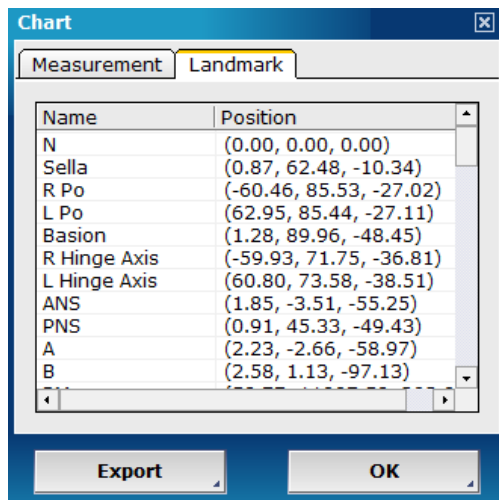 Chart
Measurement Landmark
Name Position
N (0.00, 0.00, 0.00)
Sella (0.87, 62.48, -10.34)
R Po (-60.46, 85.53, -27.02)
L Po (62.95, 85.44, -27.11)
Basion (1.28, 89.96, -48.45)
R Hinge Axis (-59.93, 71.75, -36.81)
L Hinge Axis (60.80, 73.58, -38.51)
ANS (1.85, -3.51, -55.25)
PNS (0.91, 45.33, -49.43)
A (2.23, -2.66, -58.97)
B (2.58, 1.13, -97.13)
Export OK